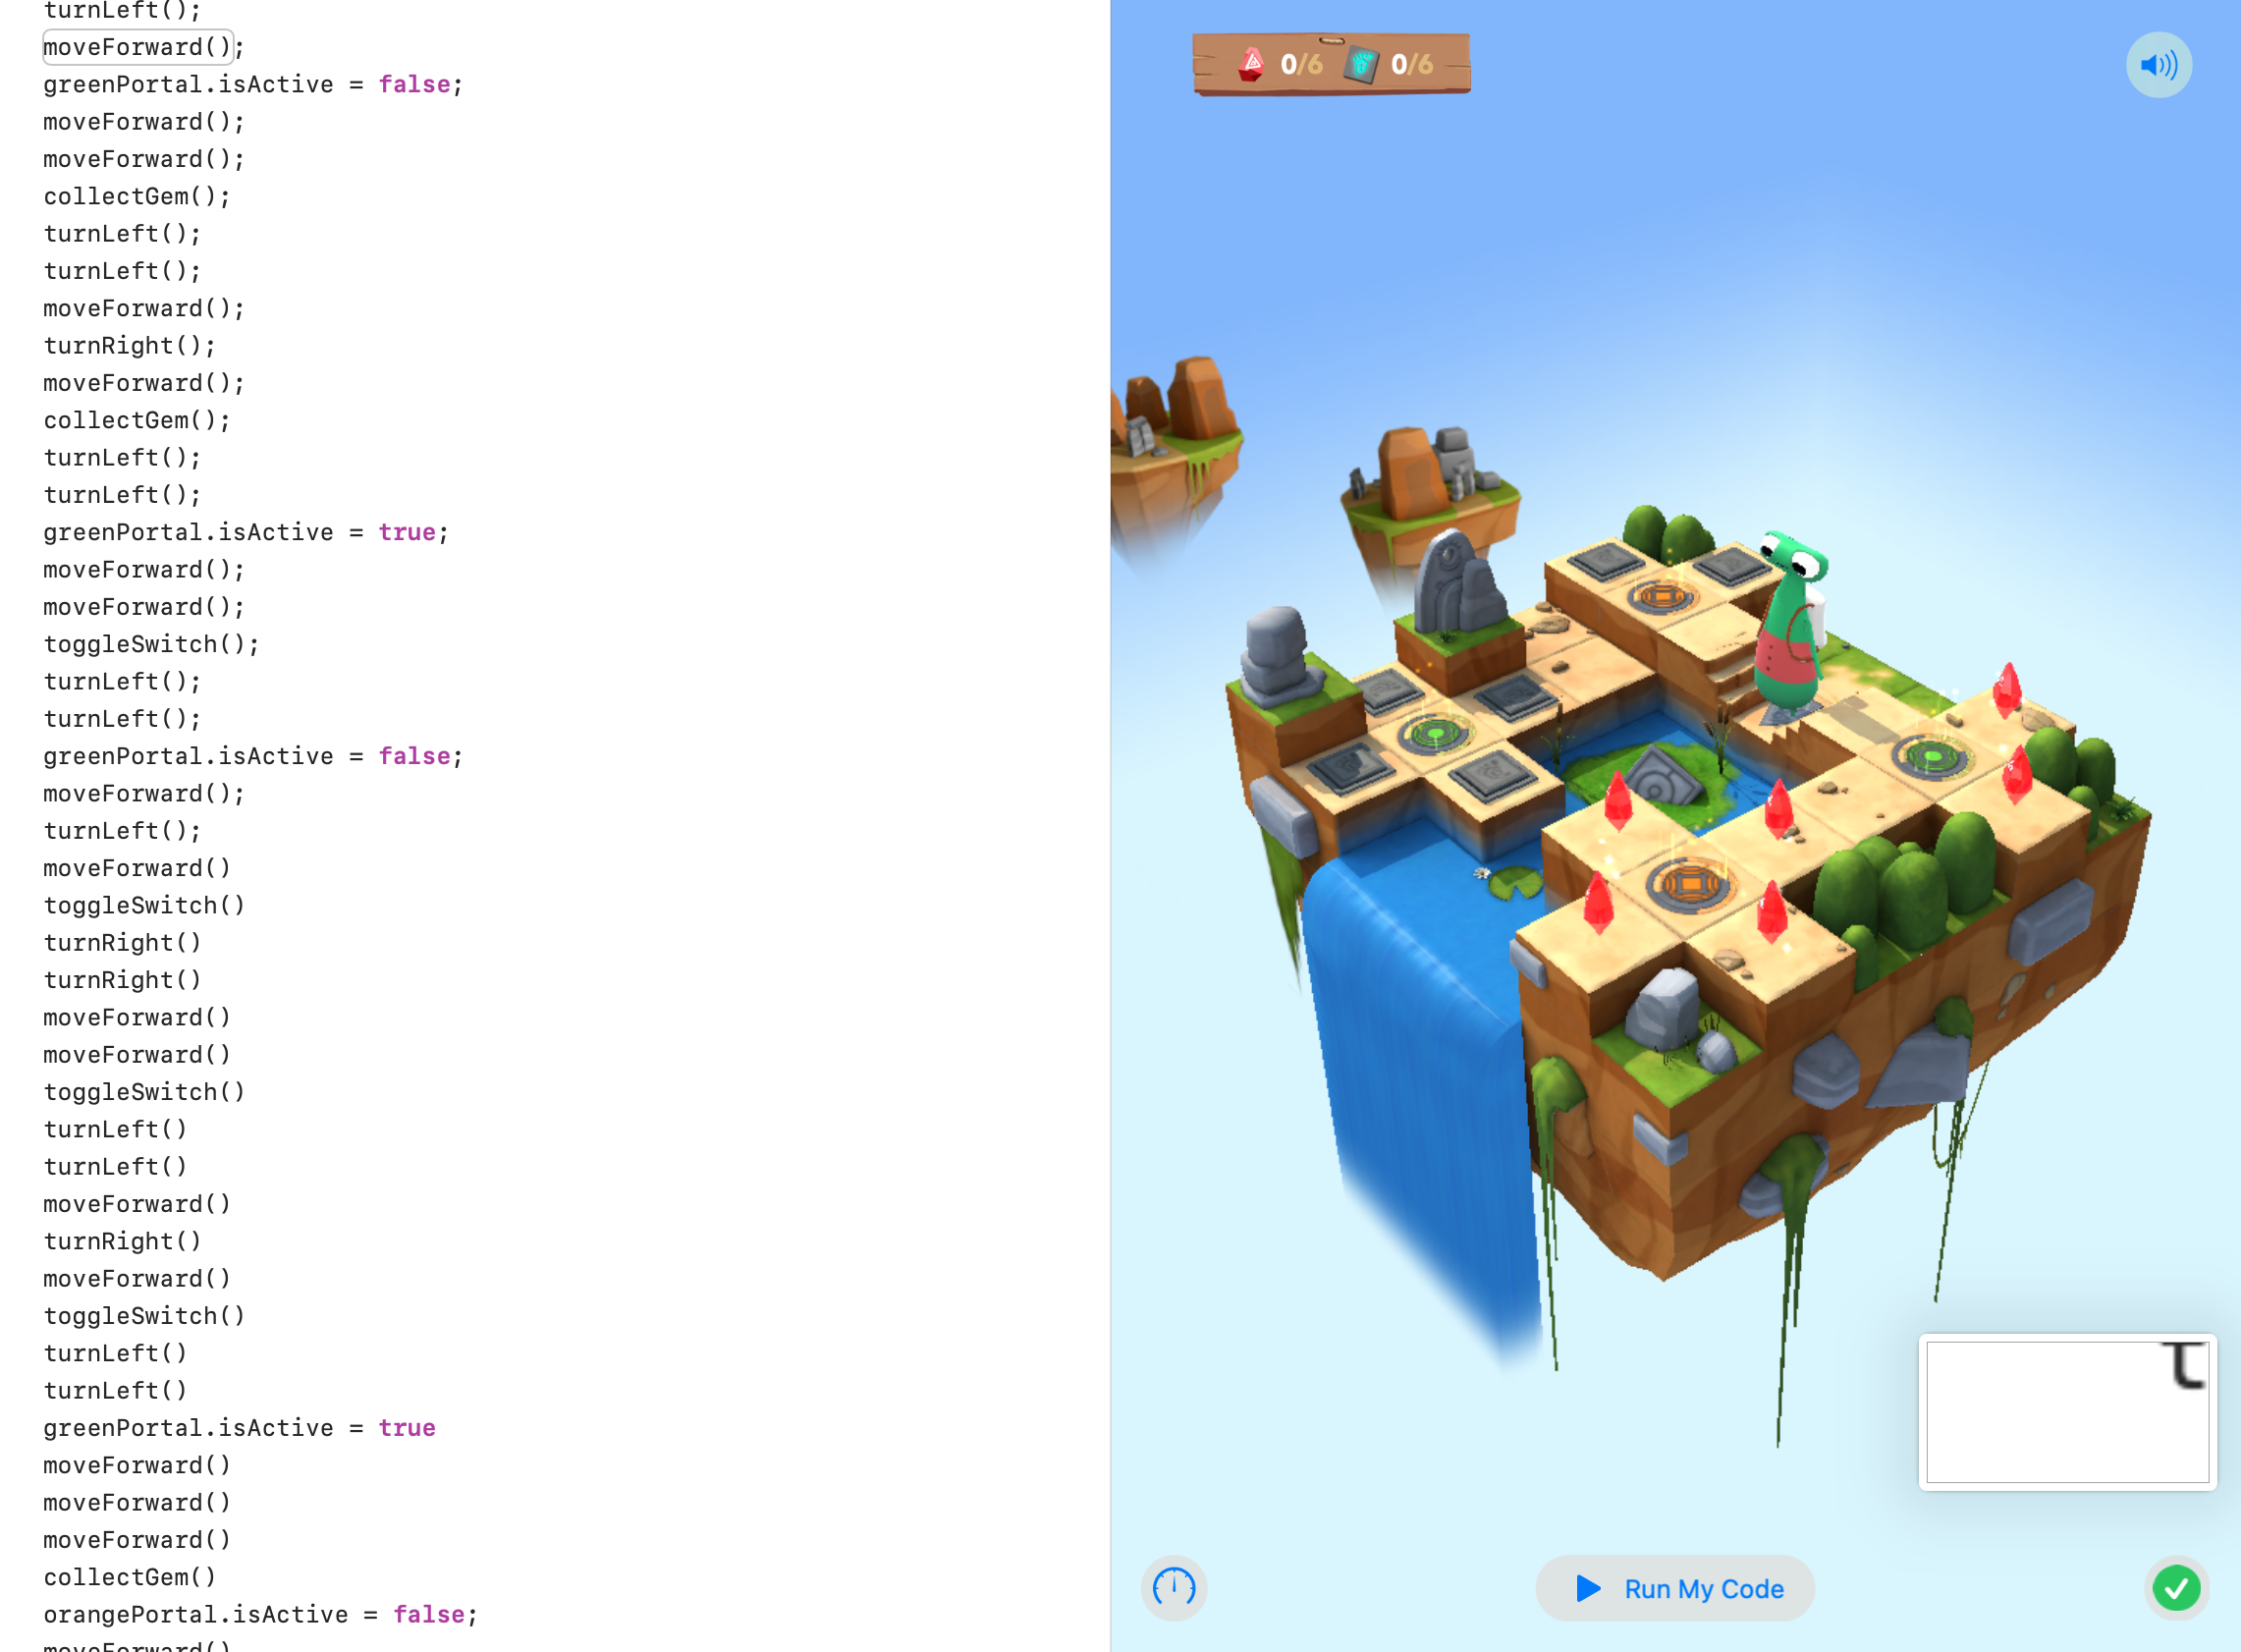 turnLeft();
moveForward();
greenPortal.isActive = false;
moveForward();
moveForward();
collectGem();
turnLeft();
turnLeft();
moveForward();
turnRight();
moveForward();
collectGem();
turnLeft();
turnLeft();
greenPortal.isActive = true;
moveForward();
moveForward();
toggleSwitch();
turnLeft();
turnLeft();
greenPortal.isActive = false;
moveForward();
turnLeft();
moveForward()
toggleSwitch()
turnRight()
turnRight()
moveForward()
moveForward()
toggleSwitch()
turnLeft()
turnLeft()
moveForward()
turnRight()
moveForward()
toggleSwitch()
turnLeft()
turnLeft()
greenPortal.isActive = true
moveForward()
moveForward()
moveForward()
collectGem()
orangePortal.isActive = false;
moveForward()
0/6 0/6
t
Run My Code